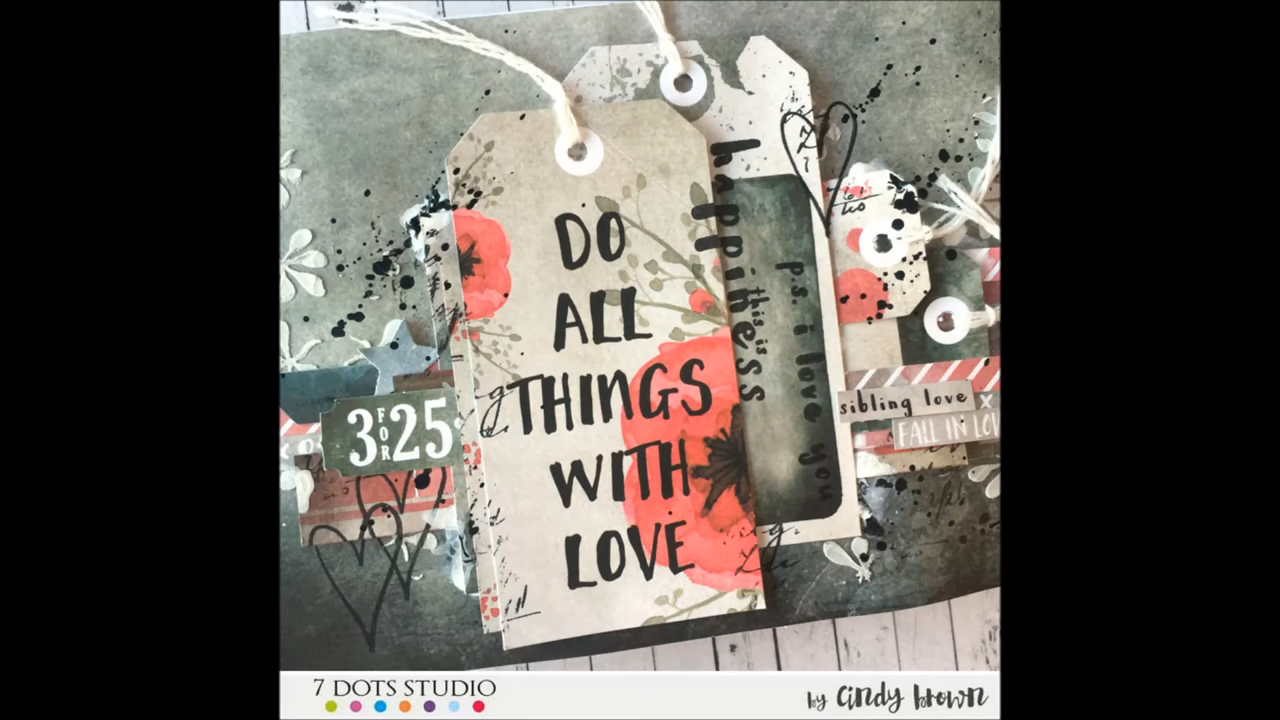 DO
ALL
THINGS
WITH
LOVE
happiness
this is
p.s. i love you
3 FOR 25
sibling love
x
FALL IN LOV
7 DOTS STUDIO
by cindy brown